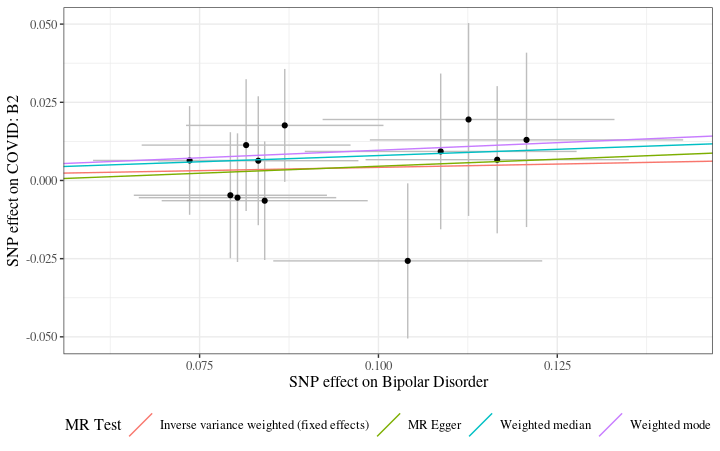 0.050
0.025
0.000
-0.025
-0.050
SNP effect on COVID: B2
0.075 0.100 0.125
SNP effect on Bipolar Disorder
MR Test Inverse variance weighted (fixed effects) MR Egger Weighted median Weighted mode